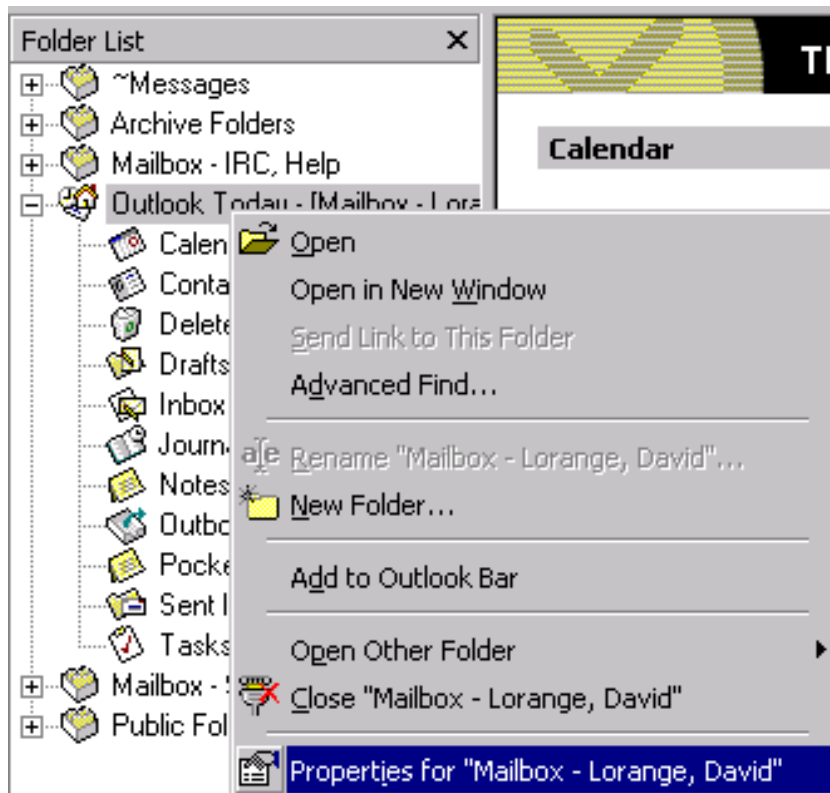 Folder List
~Messages
Archive Folders
Mailbox - IRC, Help
Outlook Today - [Mailbox - Lora
Calen
Conta
Delete
Drafts
Inbox
Journ
Notes
Outbo
Pocke
Sent I
Tasks
Mailbox -
Public Fol
Calendar
Open
Open in New Window
Send Link to This Folder
Advanced Find...
Rename "Mailbox - Lorange, David"...
New Folder...
Add to Outlook Bar
Open Other Folder
Close "Mailbox - Lorange, David"
Properties for "Mailbox - Lorange, David"